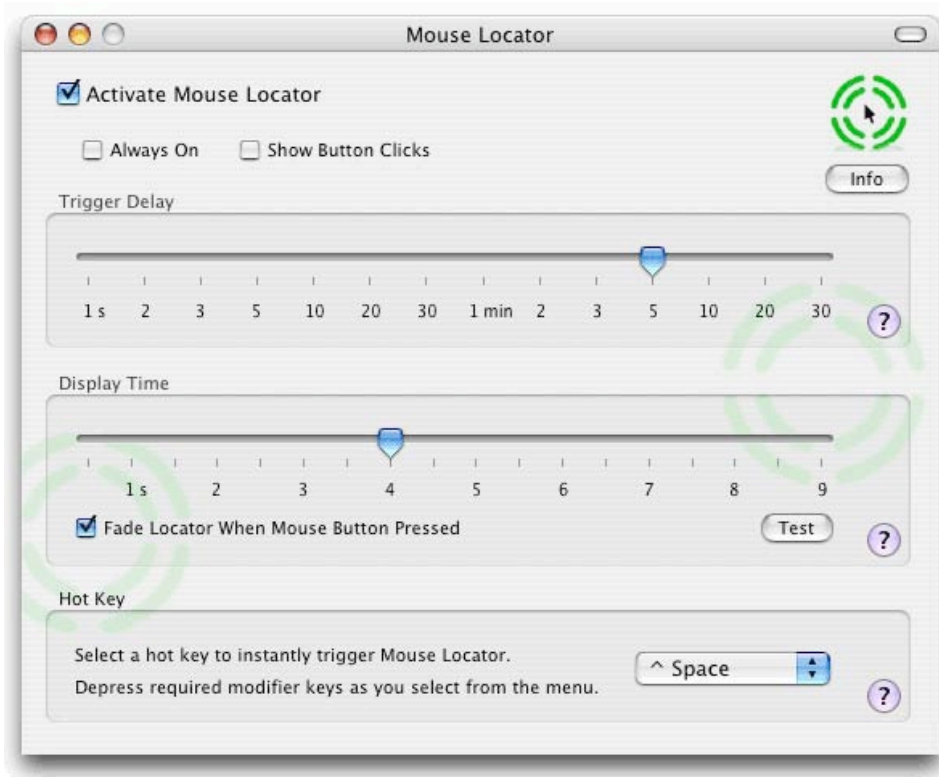 Mouse Locator
Activate Mouse Locator
Always On Show Button Clicks
Info
Trigger Delay
1 s 2 3 5 10 20 30 1 min 2 3 5 10 20 30
?
Display Time
1 s 2 3 4 5 6 7 8 9
Fade Locator When Mouse Button Pressed Test
?
Hot Key
Select a hot key to instantly trigger Mouse Locator.
^ Space
Depress required modifier keys as you select from the menu.
?